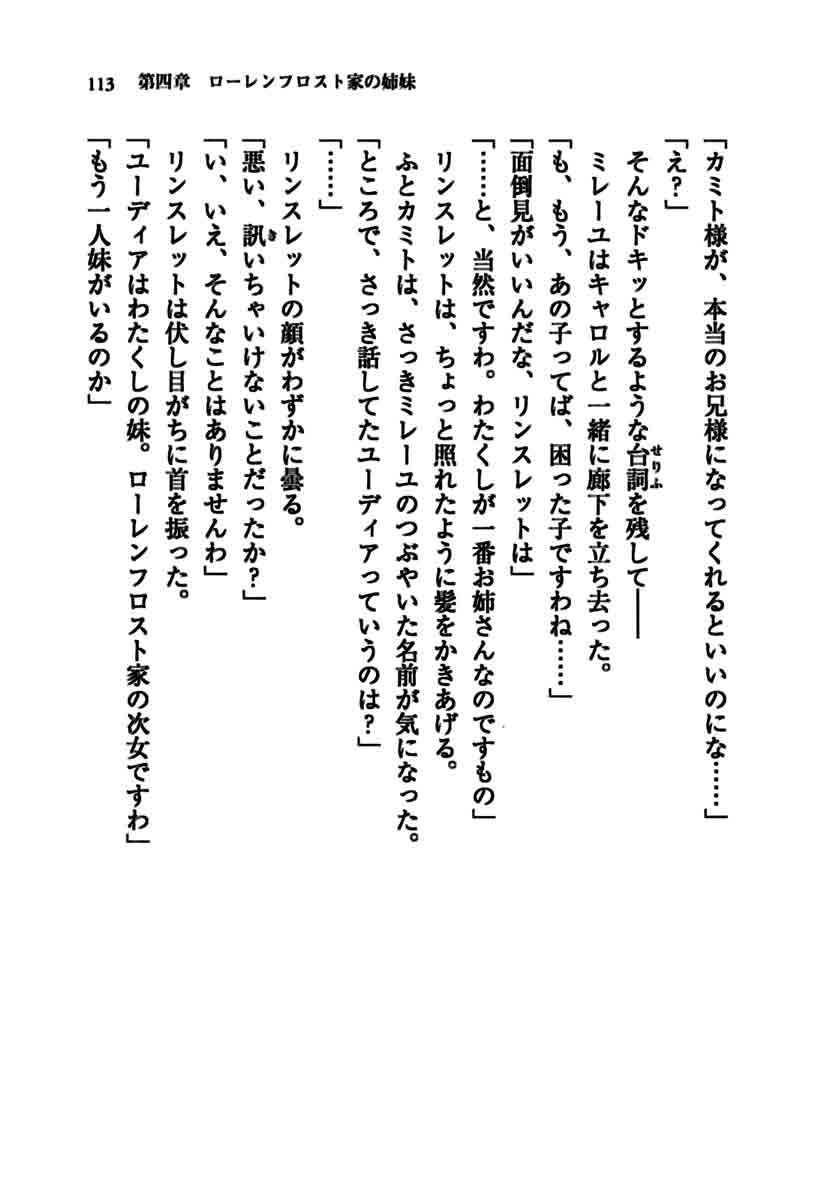 113 第四章 ローレンフロスト家の姉妹
「カミト様が、本当のお兄様になってくれるといいのにな……」
「え？」
そんなドキッとするような台詞を残して――
ミレーユはキャロルと一緒に廊下を立ち去った。
「も、もう、あの子ってば、困った子ですわね……」
「面倒見がいいんだな、リンスレットは」
「……と、当然ですわ。わたくしが一番お姉さんなのですもの」
リンスレットは、ちょっと照れたように髪をかきあげる。
ふとカミトは、さっきミレーユのつぶやいた名前が気になった。
「ところで、さっき話してたユーディアっていうのは？」
「……」
リンスレットの顔がわずかに曇る。
「悪い、訊いちゃいけないことだったか？」
「い、いえ、そんなことはありませんわ」
リンスレットは伏し目がちに首を振った。
「ユーディアはわたくしの妹。ローレンフロスト家の次女ですわ」
「もう一人妹がいるのか」